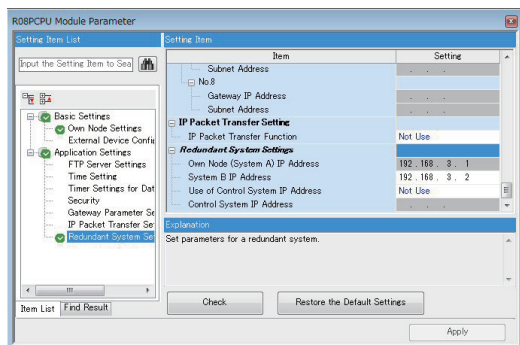 R08PCPU Module Parameter
Setting Item List
Input the Setting Item to Sea
Basic Settings
Own Node Settings
External Device Config
Application Settings
FTP Server Settings
Time Setting
Timer Settings for Dat
Security
Gateway Parameter Se
IP Packet Transfer Se
Redundant System Se
Item List Find Result
Setting Item
Item Setting
Subnet Address . . .
No.8
Gateway IP Address . . .
Subnet Address . . .
IP Packet Transfer Setting
IP Packet Transfer Function Not Use
Redundant System Settings
Own Node (System A) IP Address 192 . 168 . 3 . 1
System B IP Address 192 . 168 . 3 . 2
Use of Control System IP Address Not Use
Control System IP Address . . .
Explanation
Set parameters for a redundant system.
Check Restore the Default Settings
Apply